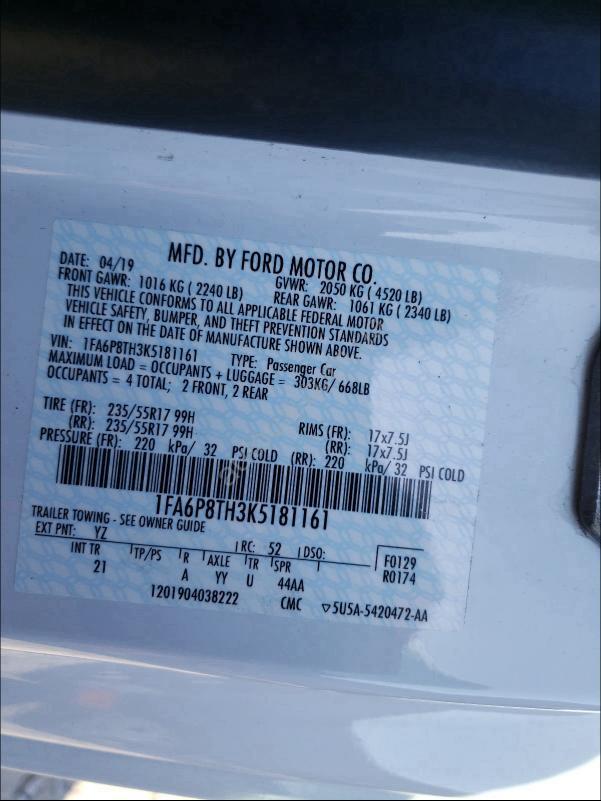 MFD. BY FORD MOTOR CO.
DATE: 04/19 GVWR: 2050 KG ( 4520 LB)
FRONT GAWR: 1016 KG ( 2240 LB) REAR GAWR: 1061 KG ( 2340 LB)
THIS VEHICLE CONFORMS TO ALL APPLICABLE FEDERAL MOTOR
VEHICLE SAFETY, BUMPER, AND THEFT PREVENTION STANDARDS
IN EFFECT ON THE DATE OF MANUFACTURE SHOWN ABOVE.
VIN: 1FA6P8TH3K5181161 TYPE: Passenger Car
MAXIMUM LOAD = OCCUPANTS + LUGGAGE = 303KG/ 668LB
OCCUPANTS = 4 TOTAL; 2 FRONT, 2 REAR
TIRE (FR): 235/55R17 99H RIMS (FR): 17x7.5J
(RR): 235/55R17 99H (RR): 17x7.5J
PRESSURE (FR): 220 kPa/ 32 PSI COLD (RR): 220 kPa/ 32 PSI COLD
1FA6P8TH3K5181161
TRAILER TOWING - SEE OWNER GUIDE
EXT PNT: YZ RC: 52 DSO: F0129
INT TR TP/PS R AXLE TR SPR R0174
21 A YY U 44AA
1201904038222 CMC ▽5U5A-5420472-AA